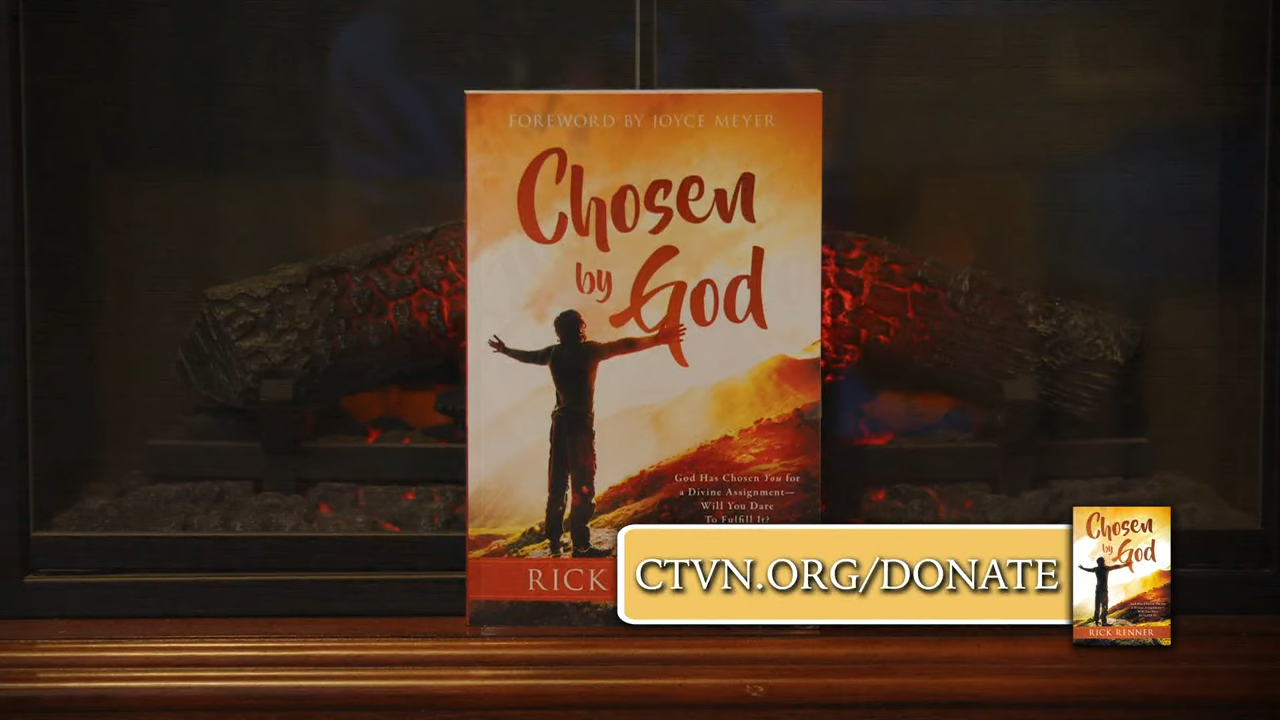 FOREWORD BY JOYCE MEYER
Chosen
by God
God Has Chosen You for
a Divine Assignment—
Will You Dare
To Fulfill It?
RICK
CTVN.ORG/DONATE
Chosen
by God
RICK RENNER